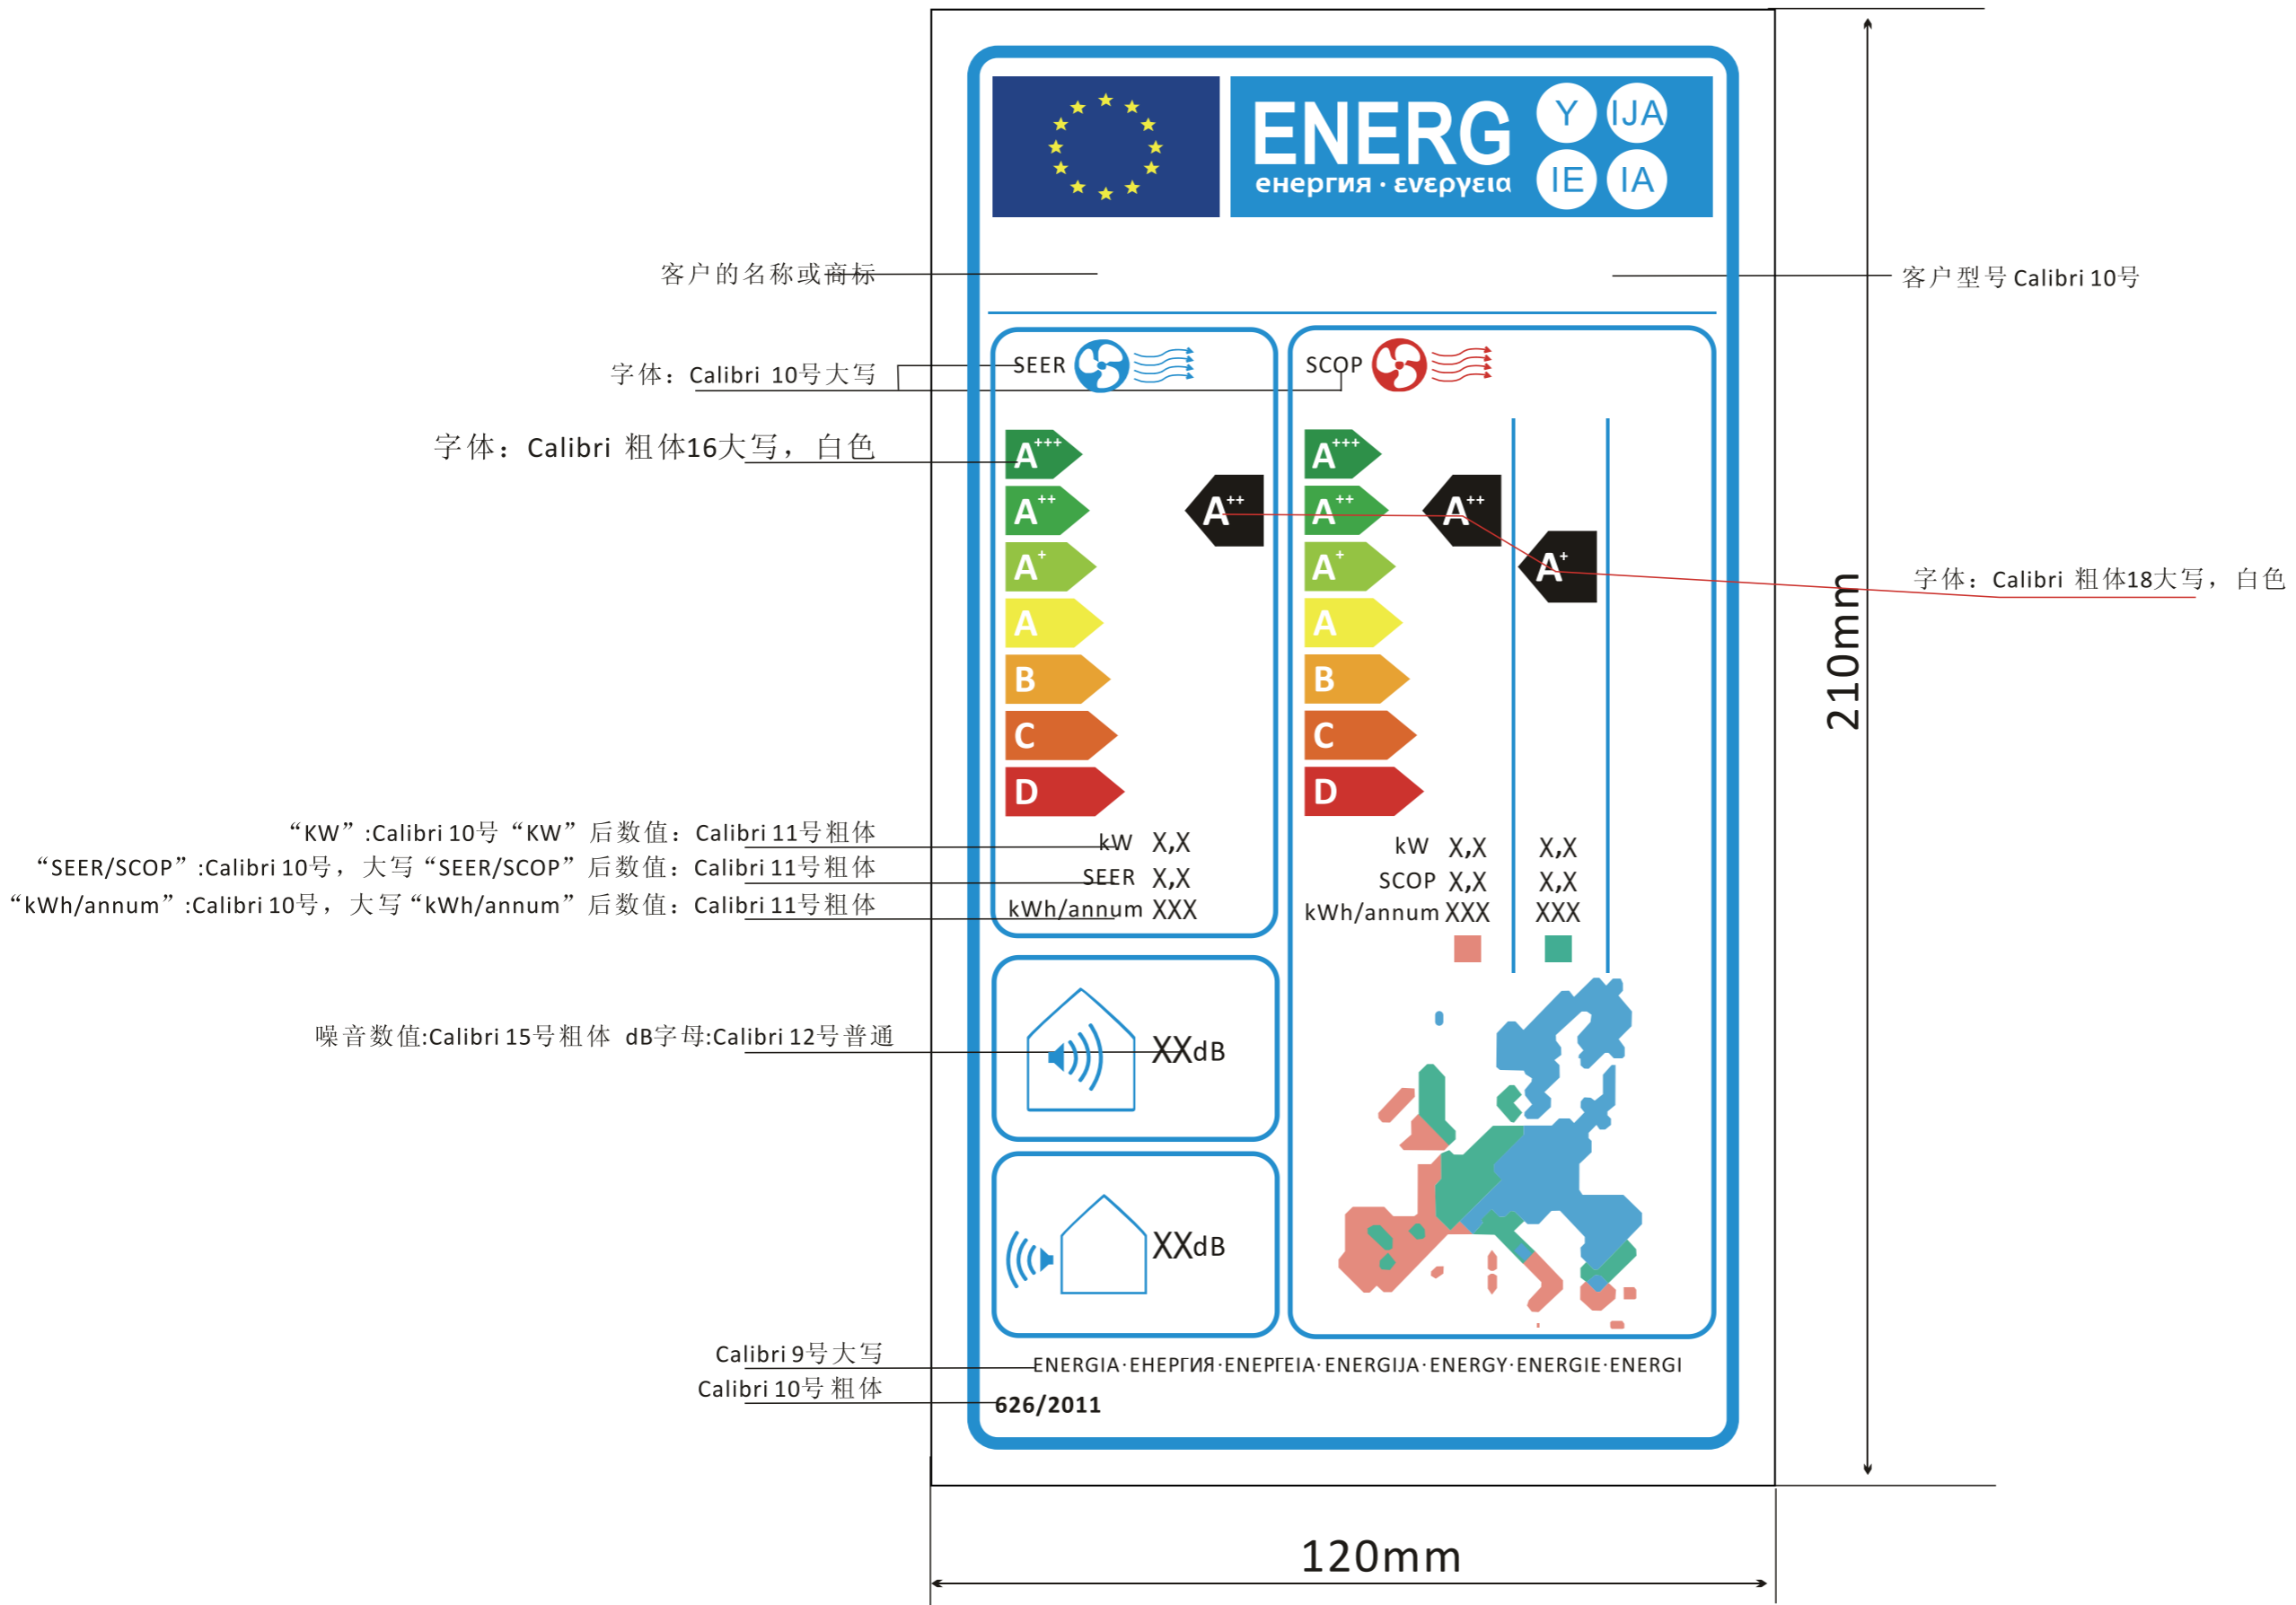 ENERG Y IJA
енергия · ενεργεια IE IA
客户的名称或商标
客户型号 Calibri 10号
字体：Calibri 10号大写
SEER
SCOP
字体：Calibri 粗体16大写，白色
A+++
A++
A+
A
B
C
D
A++
A+++
A++
A+
A
B
C
D
A++
A+
字体：Calibri 粗体18大写，白色
210mm
“KW”:Calibri 10号“KW”后数值：Calibri 11号粗体
“SEER/SCOP”:Calibri 10号，大写“SEER/SCOP”后数值：Calibri 11号粗体
“kWh/annum”:Calibri 10号，大写“kWh/annum”后数值：Calibri 11号粗体
kW X,X
SEER X,X
kWh/annum XXX
kW X,X X,X
SCOP X,X X,X
kWh/annum XXX XXX
噪音数值:Calibri 15号粗体 dB字母:Calibri 12号普通
XXdB
XXdB
Calibri 9号大写
ENERGIA·ЕНЕРГИЯ·ΕΝΕΡΓΕΙΑ·ENERGIJA·ENERGY·ENERGIE·ENERGI
Calibri 10号粗体
626/2011
120mm